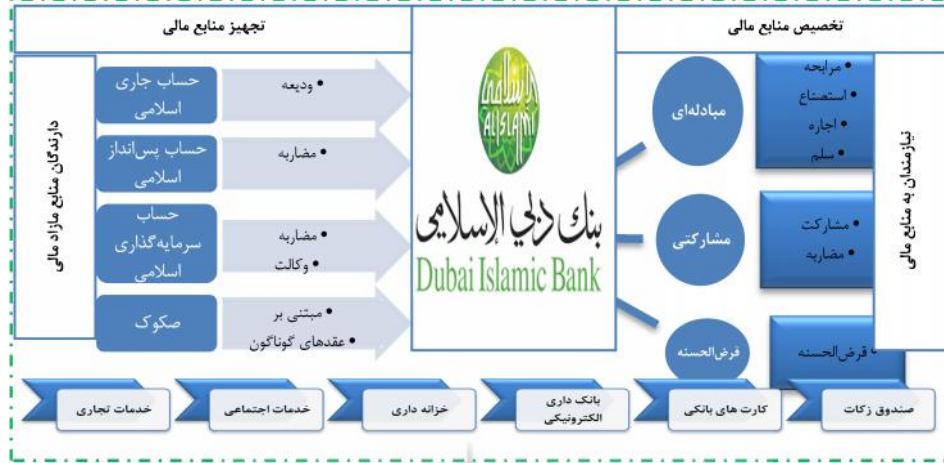 تخصیص منابع مالی
تجهیز منابع مالی
نیازمندان به منابع مالی
• مرابحه
• استصناع
• اجاره
• سلم
مبادله‌ای
• مشارکت
• مضاربه
مشارکتی
• قرض‌الحسنه
قرض‌الحسنه
الإسلامي
ALISLAMI
بنك دبي الإسلامي
Dubai Islamic Bank
• ودیعه
حساب جاری
اسلامی
• مضاربه
حساب پس‌انداز
اسلامی
• مضاربه
• وکالت
حساب
سرمایه‌گذاری
اسلامی
• مبتنی بر
• عقدهای گوناگون
صکوک
دارندگان منابع مازاد مالی
صندوق زکات
کارت های بانکی
بانک داری
الکترونیکی
خزانه داری
خدمات اجتماعی
خدمات تجاری